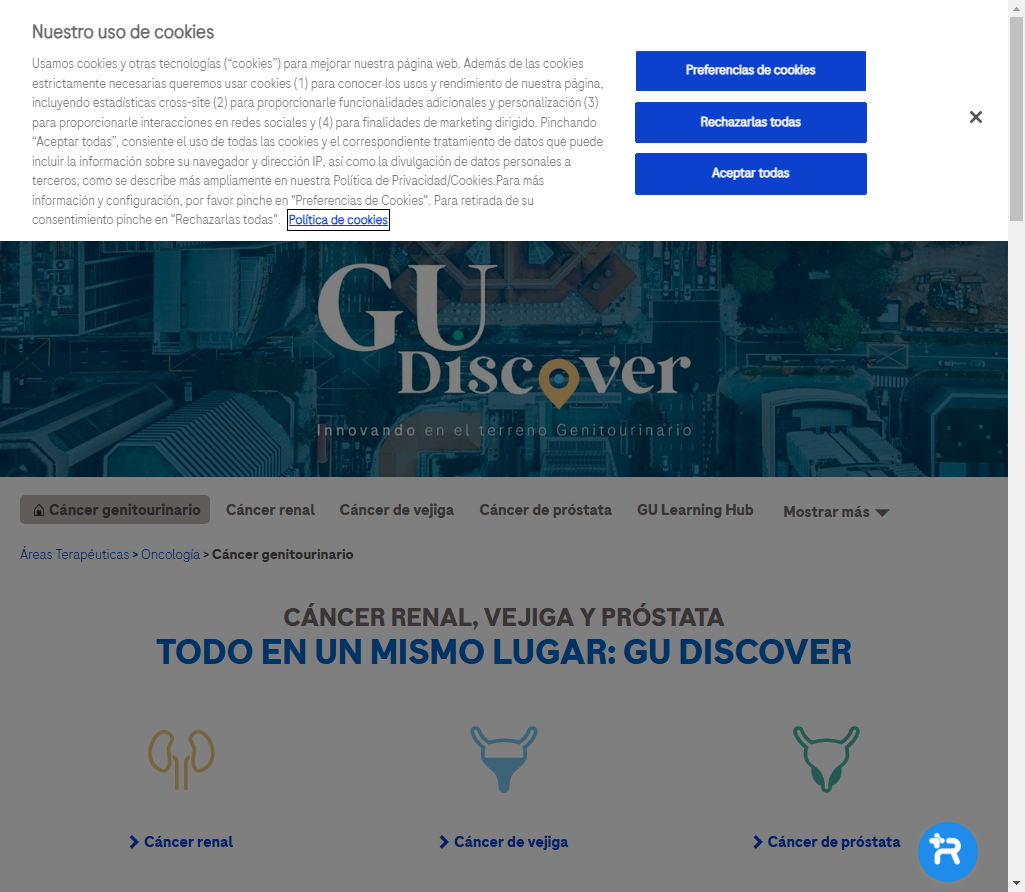 Nuestro uso de cookies
Usamos cookies y otras tecnologías (“cookies”) para mejorar nuestra página web. Además de las cookies
estrictamente necesarias queremos usar cookies (1) para conocer los usos y rendimiento de nuestra página,
incluyendo estadísticas cross-site (2) para proporcionarle funcionalidades adicionales y personalización (3)
para proporcionarle interacciones en redes sociales y (4) para finalidades de marketing dirigido. Pinchando
“Aceptar todas”, consiente el uso de todas las cookies y el correspondiente tratamiento de datos que puede
incluir la información sobre su navegador y dirección IP, así como la divulgación de datos personales a
terceros, como se describe más ampliamente en nuestra Política de Privacidad/Cookies.Para más
información y configuración, por favor pinche en "Preferencias de Cookies". Para retirada de su
consentimiento pinche en "Rechazarlas todas". Política de cookies
Preferencias de cookies
Rechazarlas todas
Aceptar todas
GU
Discover
Innovando en el terreno Genitourinario
Cáncer genitourinario Cáncer renal Cáncer de vejiga Cáncer de próstata GU Learning Hub Mostrar más
Áreas Terapéuticas > Oncología > Cáncer genitourinario
CÁNCER RENAL, VEJIGA Y PRÓSTATA
TODO EN UN MISMO LUGAR: GU DISCOVER
Cáncer renal Cáncer de vejiga Cáncer de próstata